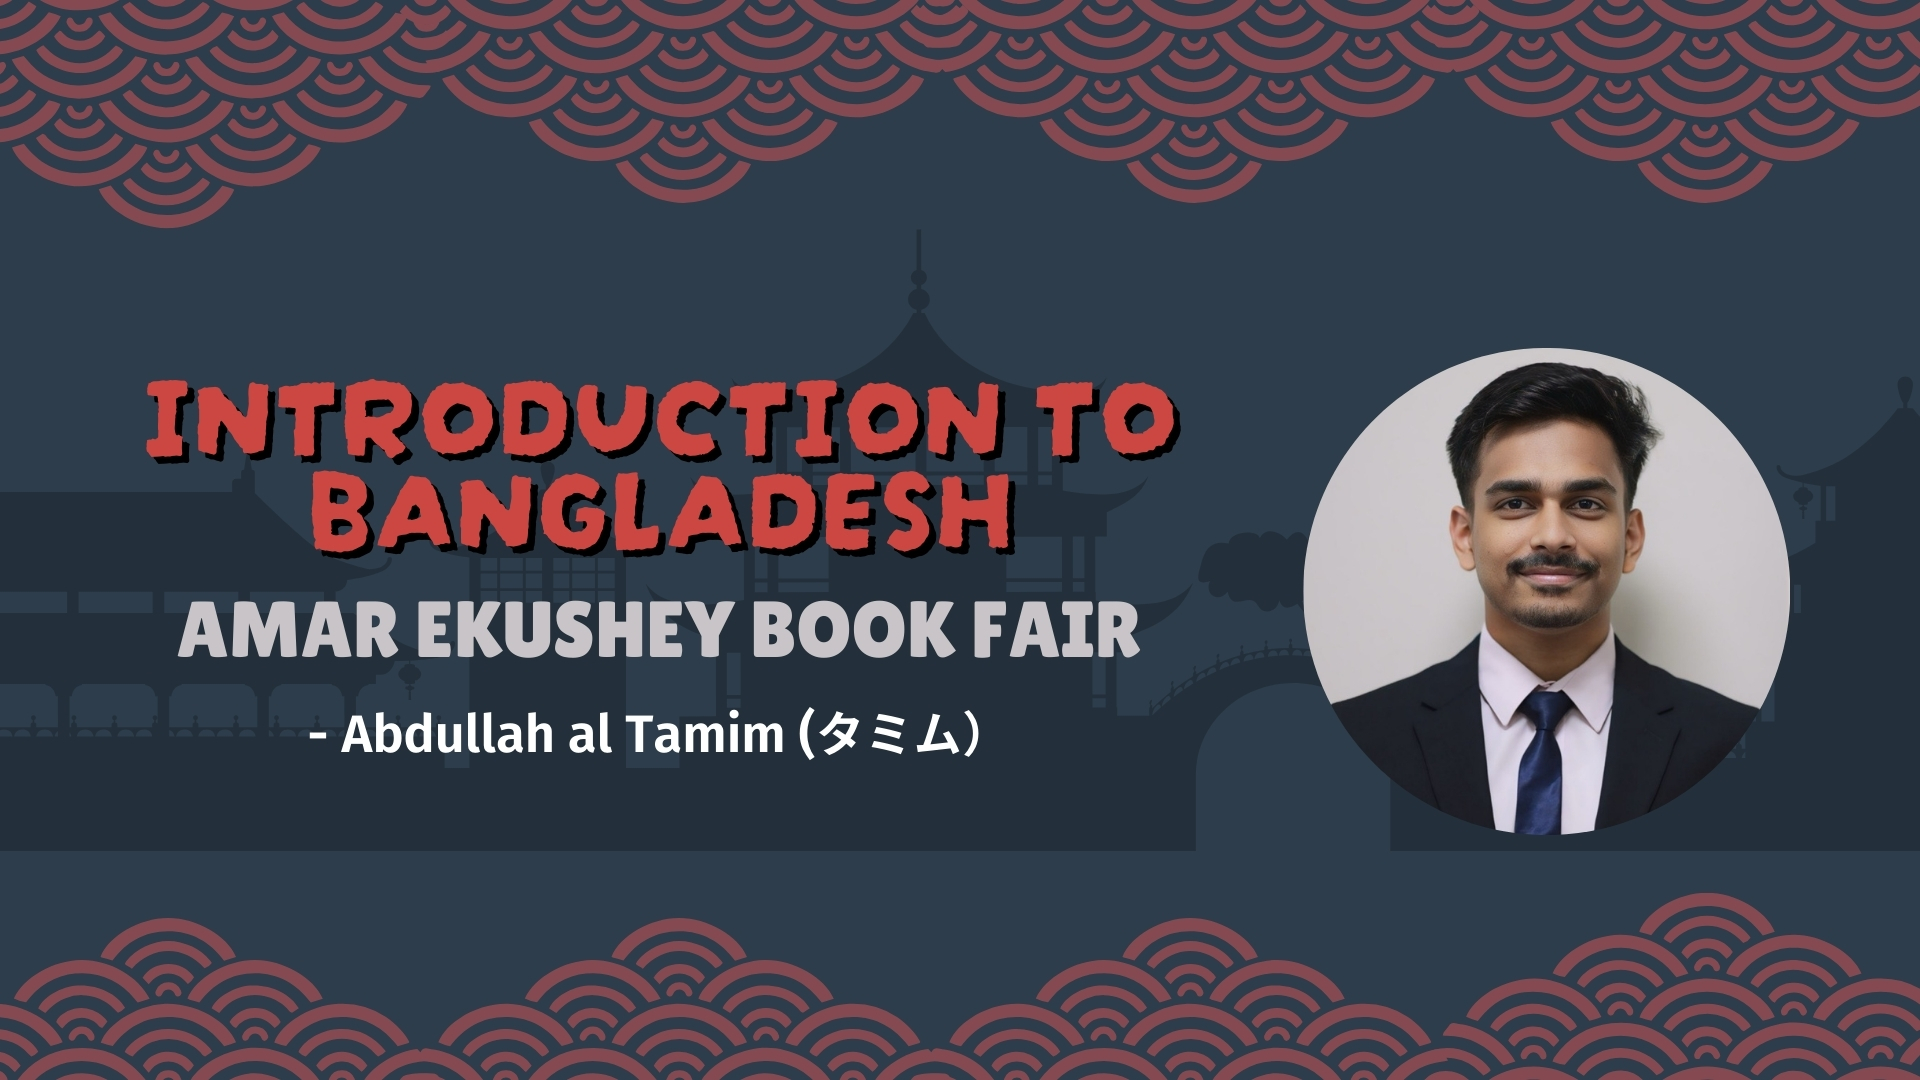 INTRODUCTION TO
BANGLADESH
AMAR EKUSHEY BOOK FAIR
- Abdullah al Tamim (タミム）